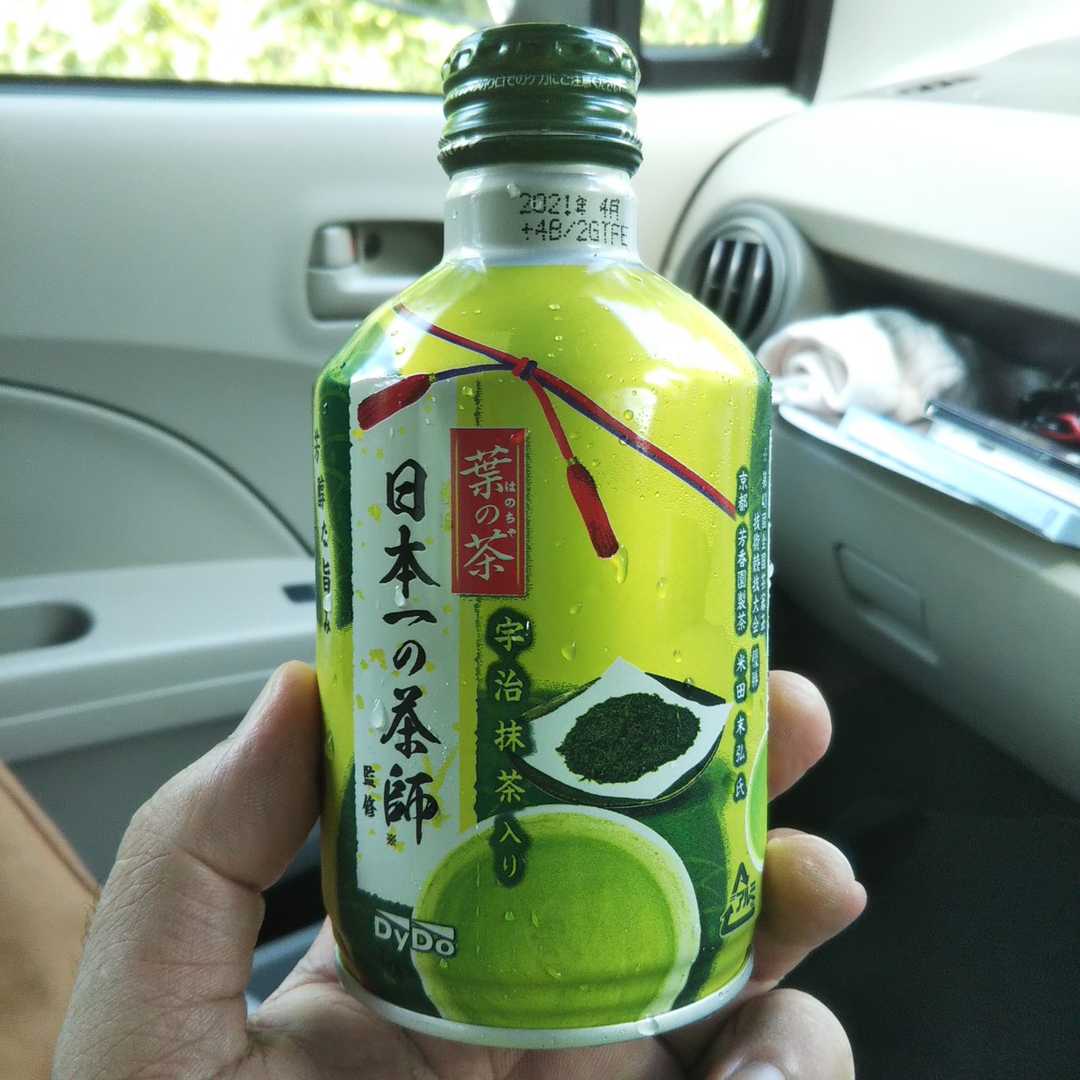 2021年 4月
+4B/2GTFE
葉の茶
はのちゃ
日本一の茶師
監修※
宇治抹茶入り
京都 芳香園製茶 米田末弘氏
DyDo
アルミ